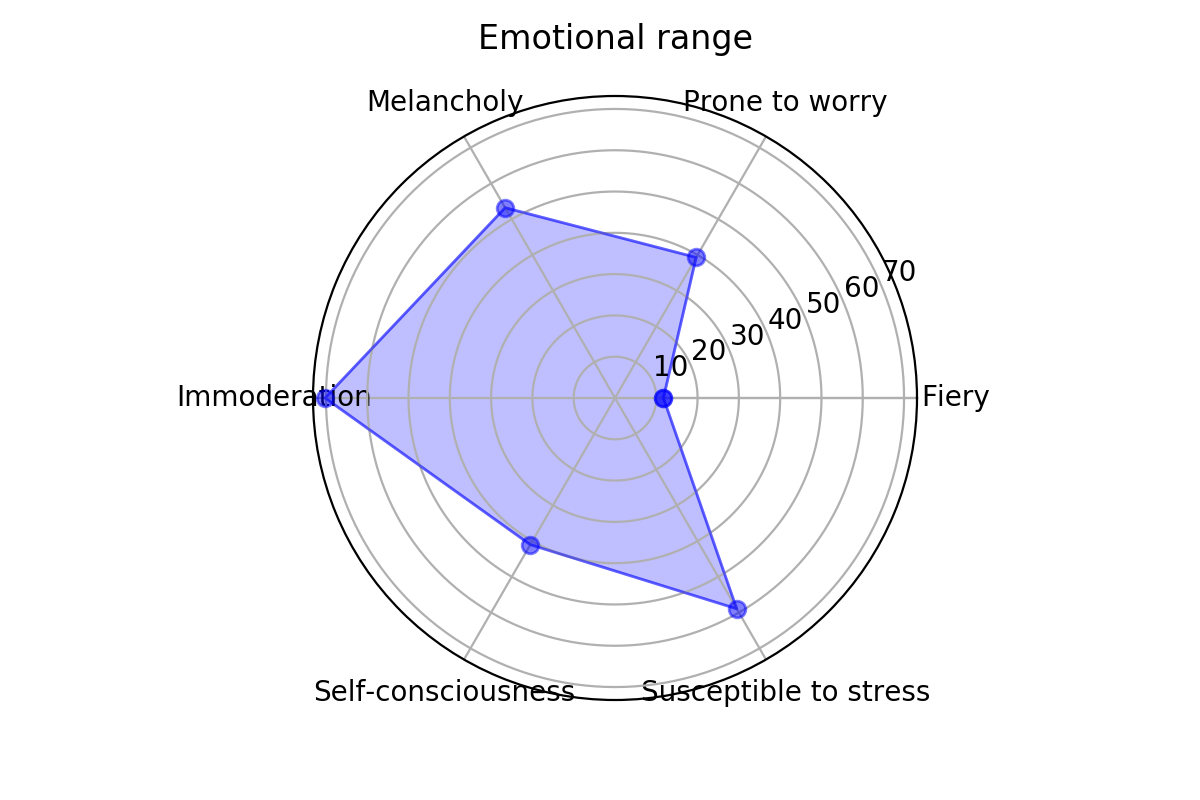 Emotional range
Melancholy
Prone to worry
70
60
50
40
30
20
10
Immoderation
Fiery
Self-consciousness
Susceptible to stress